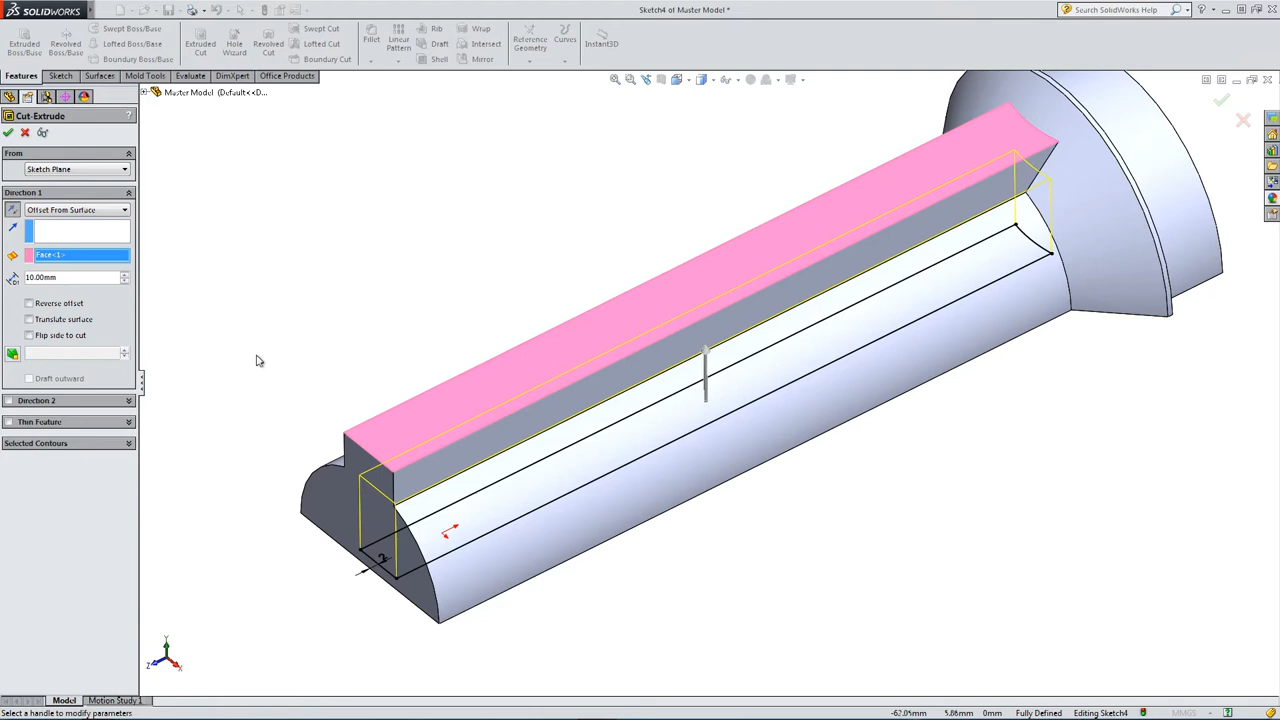 SOLIDWORKS
Sketch4 of Master Model *
Search SolidWorks Help
Extruded Boss/Base
Revolved Boss/Base
Swept Boss/Base
Lofted Boss/Base
Boundary Boss/Base
Extruded Cut
Hole Wizard
Revolved Cut
Swept Cut
Lofted Cut
Boundary Cut
Fillet
Linear Pattern
Rib
Draft
Shell
Wrap
Intersect
Mirror
Reference Geometry
Curves
Instant3D
Features
Sketch
Surfaces
Mold Tools
Evaluate
DimXpert
Office Products
Master Model (Default<<D...
Cut-Extrude
?
From
Sketch Plane
Direction 1
Offset From Surface
Face<1>
D1
10.00mm
Reverse offset
Translate surface
Flip side to cut
Draft outward
Direction 2
Thin Feature
Selected Contours
2
Y
Z
X
Model
Motion Study 1
Select a handle to modify parameters
-62.05mm
5.86mm
0mm
Fully Defined
Editing Sketch4
MMGS